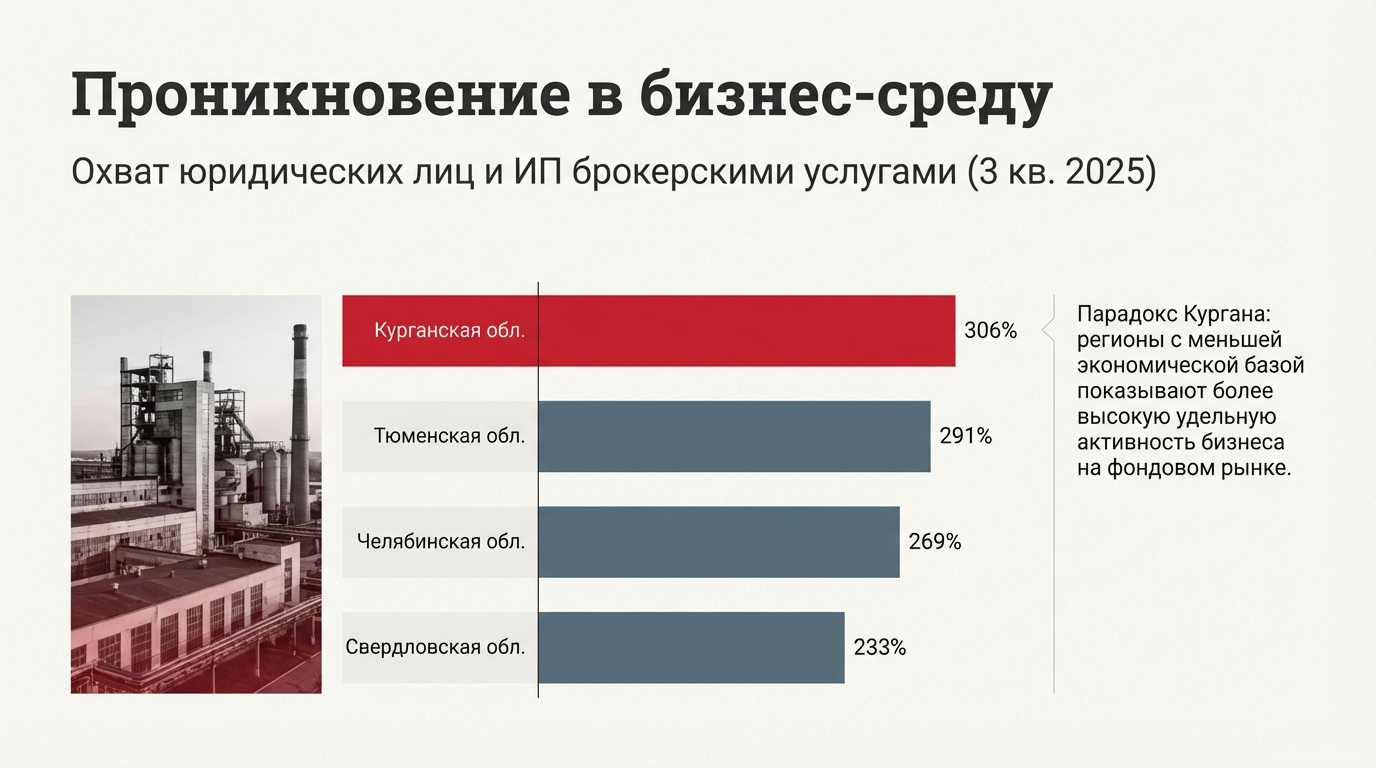 Проникновение в бизнес-среду
Охват юридических лиц и ИП брокерскими услугами (3 кв. 2025)
Курганская обл.
306%
Тюменская обл.
291%
Челябинская обл.
269%
Свердловская обл.
233%
Парадокс Кургана:
регионы с меньшей
экономической базой
показывают более
высокую удельную
активность бизнеса
на фондовом рынке.